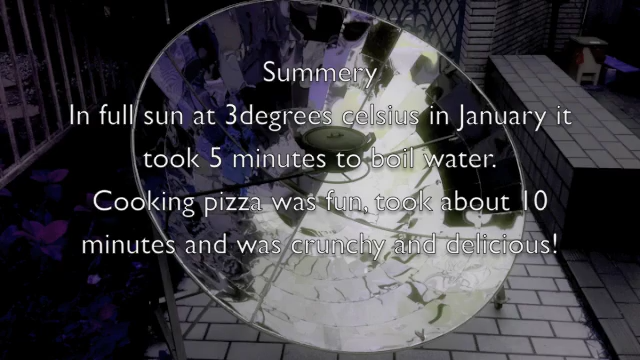 Summery
In full sun at 3degrees celsius in January it
took 5 minutes to boil water.
Cooking pizza was fun, took about 10
minutes and was crunchy and delicious!